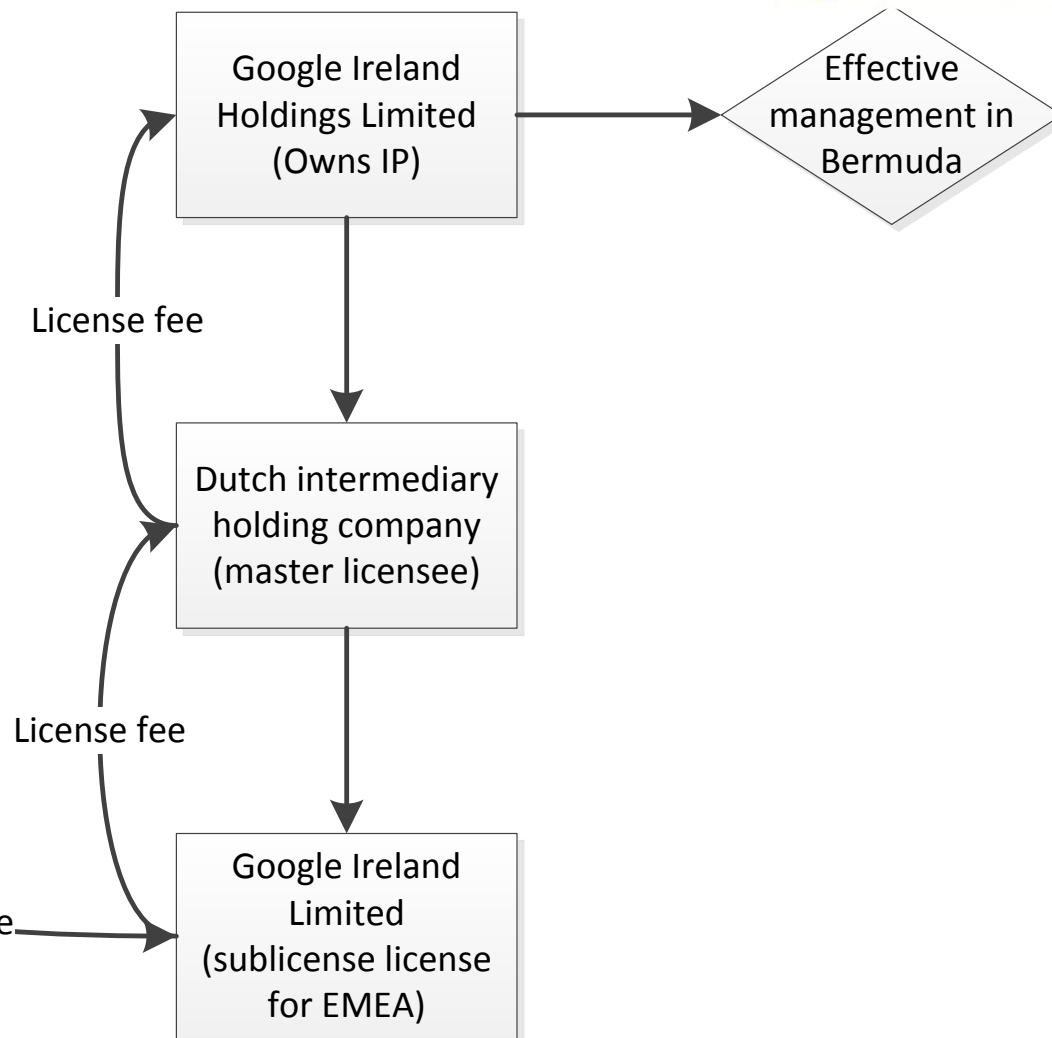 Google Ireland
Holdings Limited
(Owns IP)
Effective
management in
Bermuda
License fee
Dutch intermediary
holding company
(master licensee)
License fee
Google Ireland
Limited
(sublicense license
for EMEA)